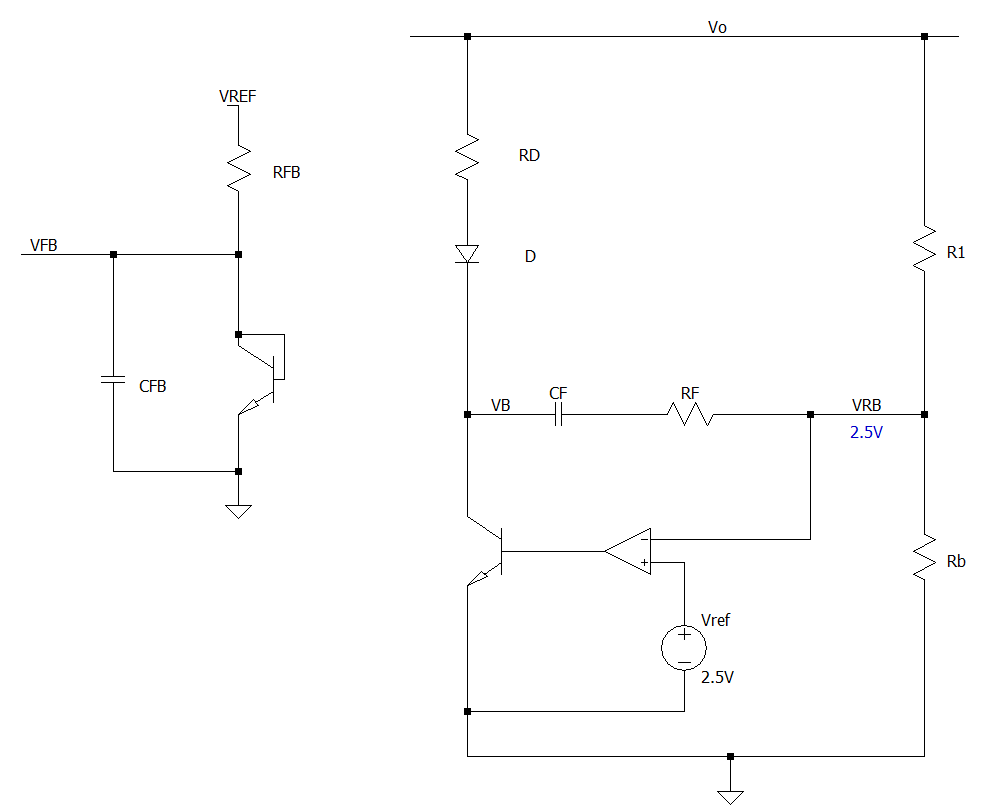 Vo
VREF
RD
RFB
VFB
R1
D
CFB
CF
RF
VB
VRB
2.5V
Rb
Vref
2.5V